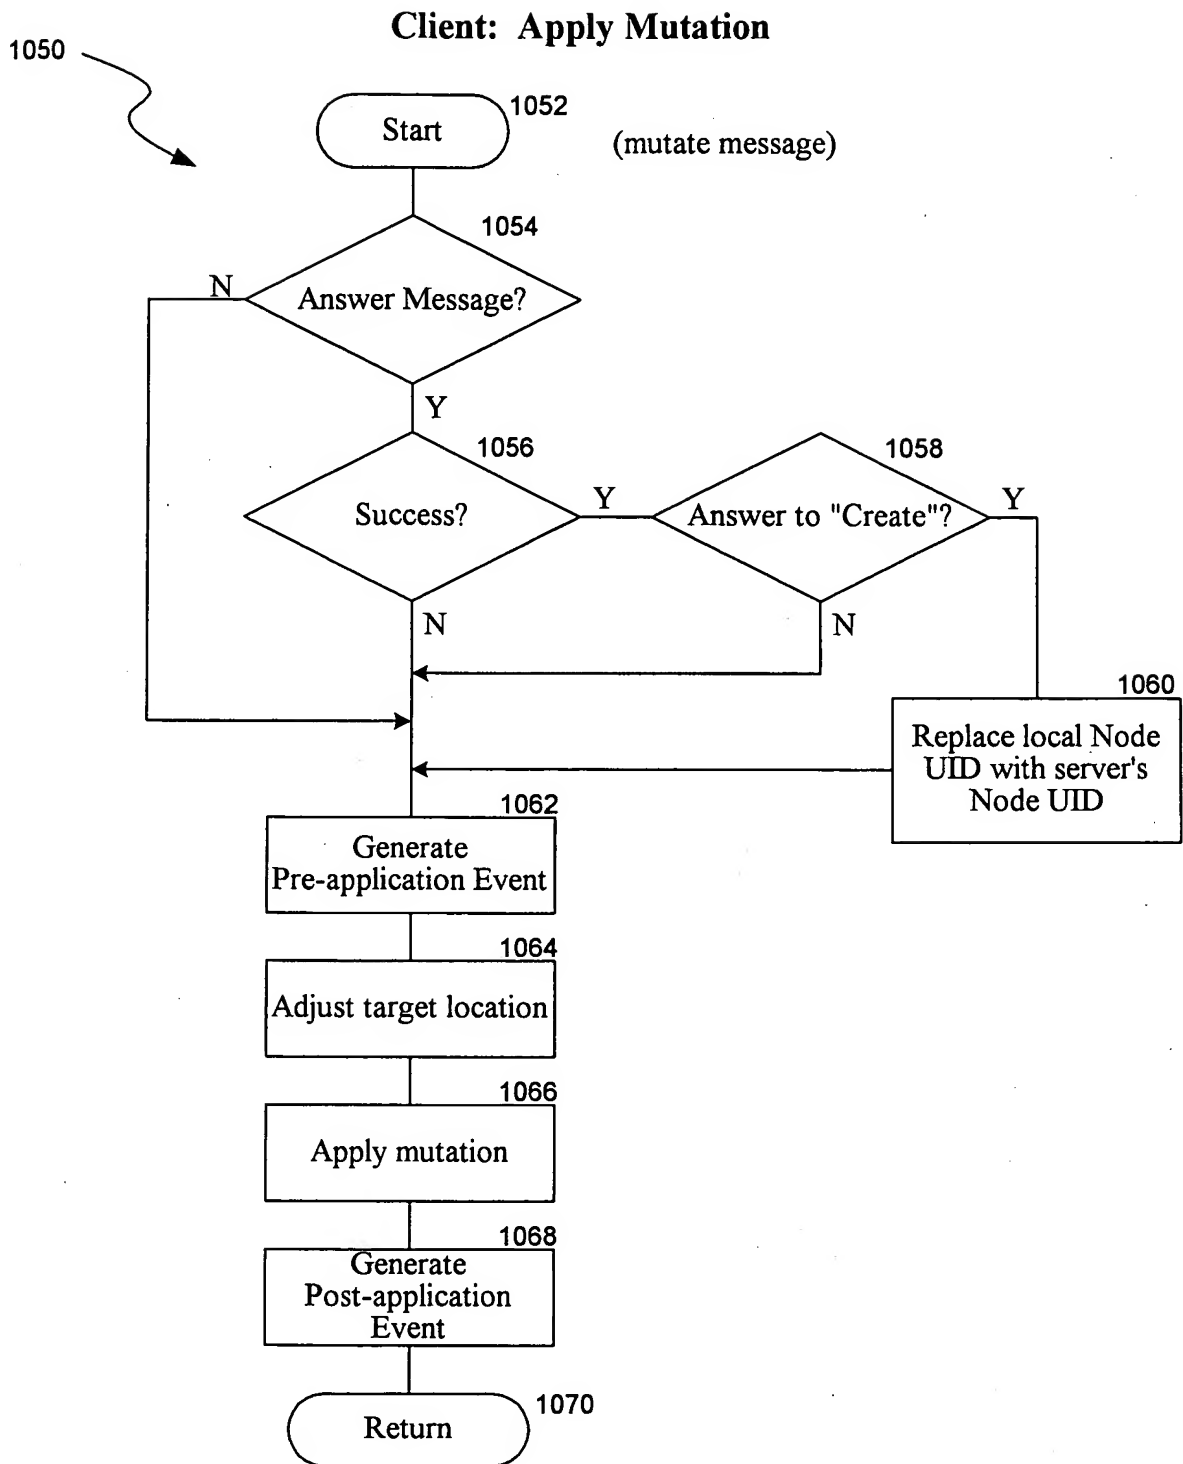 Client: Apply Mutation
1050
1052
Start
(mutate message)
1054
N
Answer Message?
Y
1056
1058
Success?
Y
Answer to "Create"?
Y
N
N
1060
Replace local Node
UID with server's
Node UID
1062
Generate
Pre-application Event
1064
Adjust target location
1066
Apply mutation
1068
Generate
Post-application
Event
1070
Return